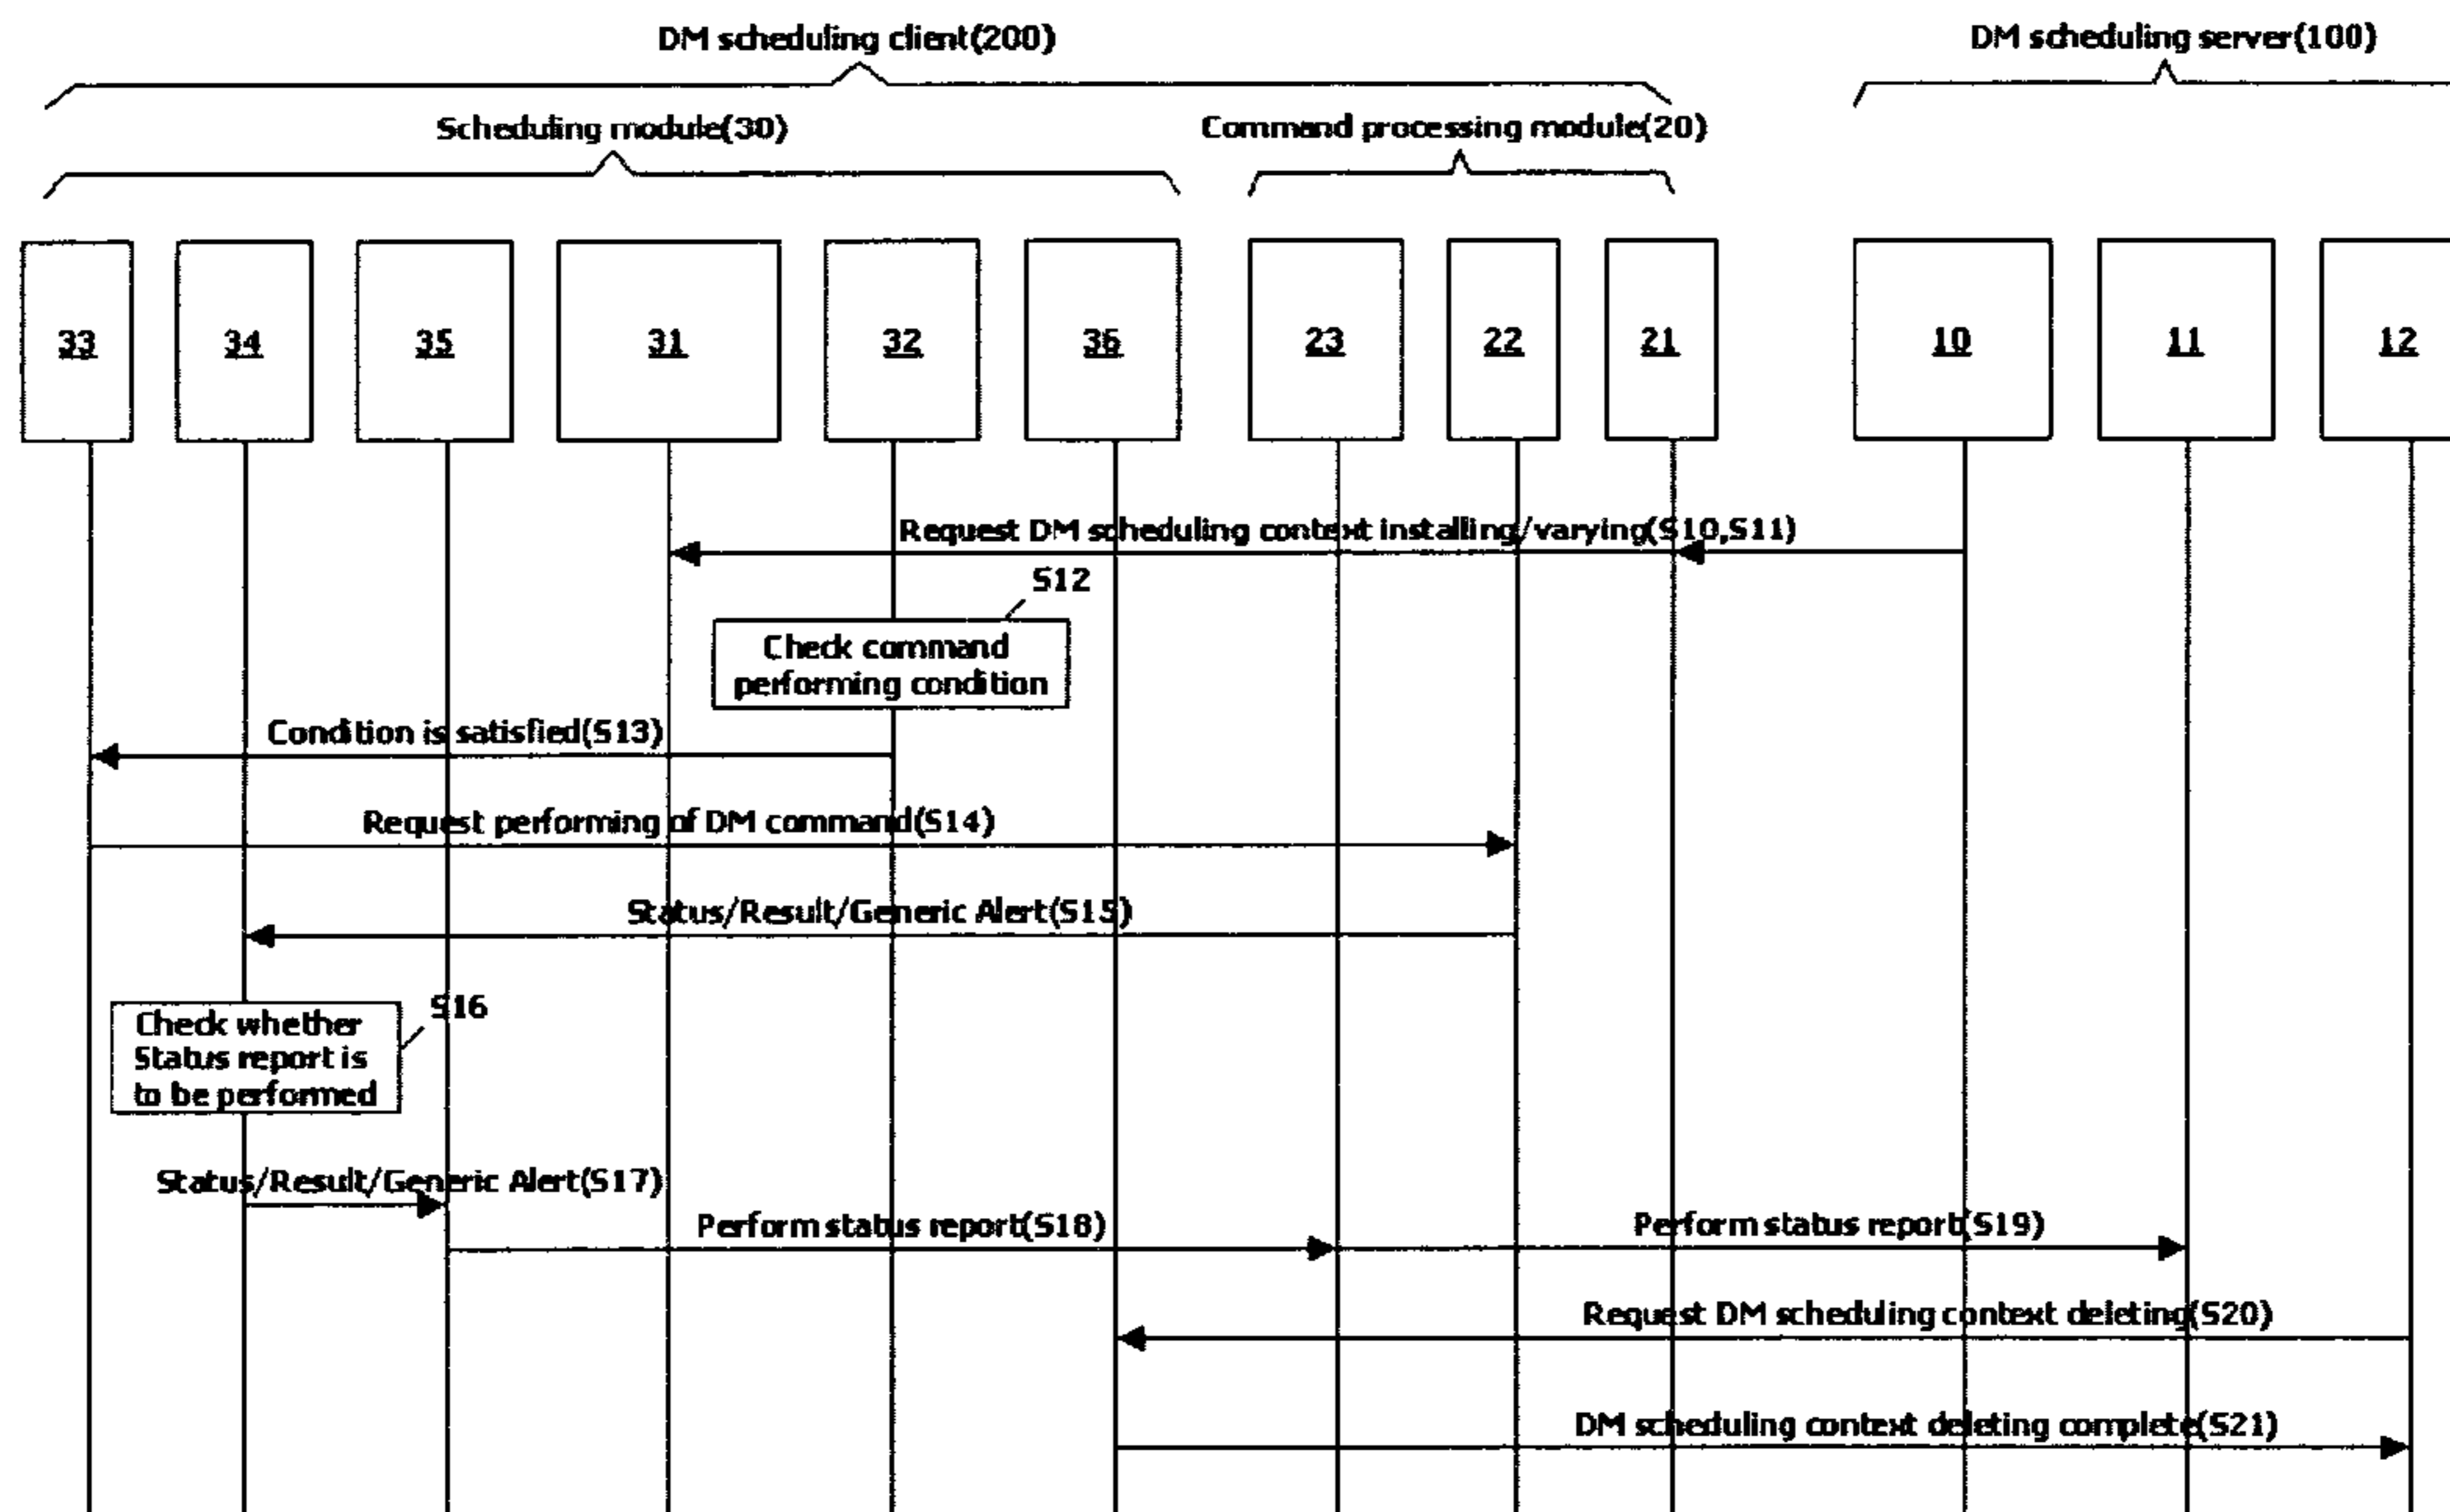 DM scheduling client(200)
DM scheduling server(100)
Scheduling module(30)
Command processing module(20)
33
34
35
31
32
36
23
22
21
10
11
12
Request DM scheduling context installing/varying(S10,S11)
S12
Check command
performing condition
Condition is satisfied(S13)
Request performing of DM command(S14)
Status/Result/Generic Alert(S15)
S16
Check whether
Status report is
to be performed
Status/Result/Generic Alert(S17)
Perform status report(S18)
Perform status report(S19)
Request DM scheduling context deleting(S20)
DM scheduling context deleting complete(S21)